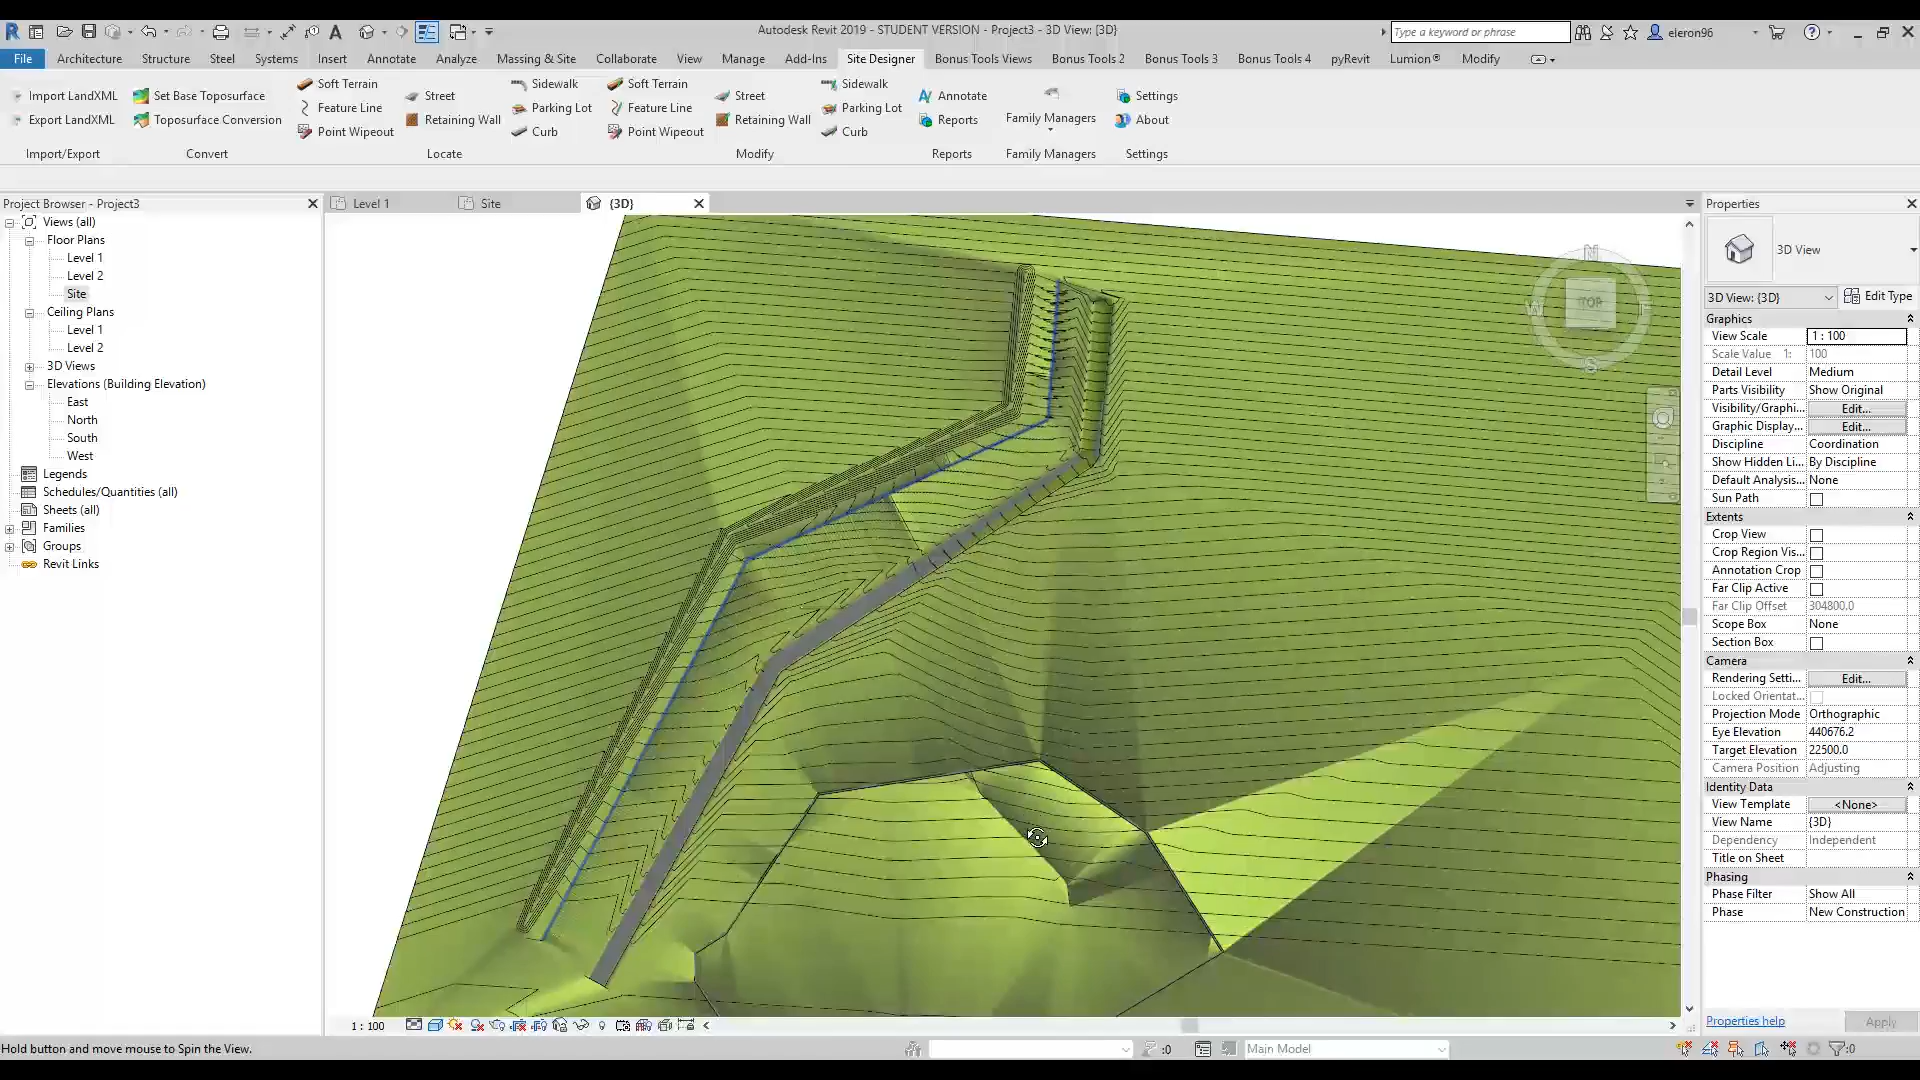 Autodesk Revit 2019 - STUDENT VERSION - Project3 - 3D View: {3D}
Type a keyword or phrase
eieron96
File Architecture Structure Steel Systems Insert Annotate Analyze Massing & Site Collaborate View Manage Add-Ins Site Designer Bonus Tools Views Bonus Tools 2 Bonus Tools 3 Bonus Tools 4 pyRevit Lumion® Modify
Import LandXML
Export LandXML
Import/Export
Set Base Toposurface
Toposurface Conversion
Convert
Soft Terrain
Feature Line
Point Wipeout
Street
Retaining Wall
Sidewalk
Parking Lot
Curb
Locate
Soft Terrain
Feature Line
Point Wipeout
Street
Retaining Wall
Sidewalk
Parking Lot
Curb
Modify
Annotate
Reports
Reports
Family Managers
Family Managers
Settings
About
Settings
Project Browser - Project3
Views (all)
Floor Plans
Level 1
Level 2
Site
Ceiling Plans
Level 1
Level 2
3D Views
Elevations (Building Elevation)
East
North
South
West
Legends
Schedules/Quantities (all)
Sheets (all)
Families
Groups
Revit Links
Level 1
Site
{3D}
N
W TOP E
S
Properties
3D View
3D View: {3D} Edit Type
Graphics
View Scale 1 : 100
Scale Value 1: 100
Detail Level Medium
Parts Visibility Show Original
Visibility/Graphi... Edit...
Graphic Display... Edit...
Discipline Coordination
Show Hidden Li... By Discipline
Default Analysis... None
Sun Path
Extents
Crop View
Crop Region Vis...
Annotation Crop
Far Clip Active
Far Clip Offset 304800.0
Scope Box None
Section Box
Camera
Rendering Setti... Edit...
Locked Orientat...
Projection Mode Orthographic
Eye Elevation 440676.2
Target Elevation 22500.0
Camera Position Adjusting
Identity Data
View Template <None>
View Name {3D}
Dependency Independent
Title on Sheet
Phasing
Phase Filter Show All
Phase New Construction
Properties help Apply
1 : 100
Hold button and move mouse to Spin the View.
:0
Main Model
:0